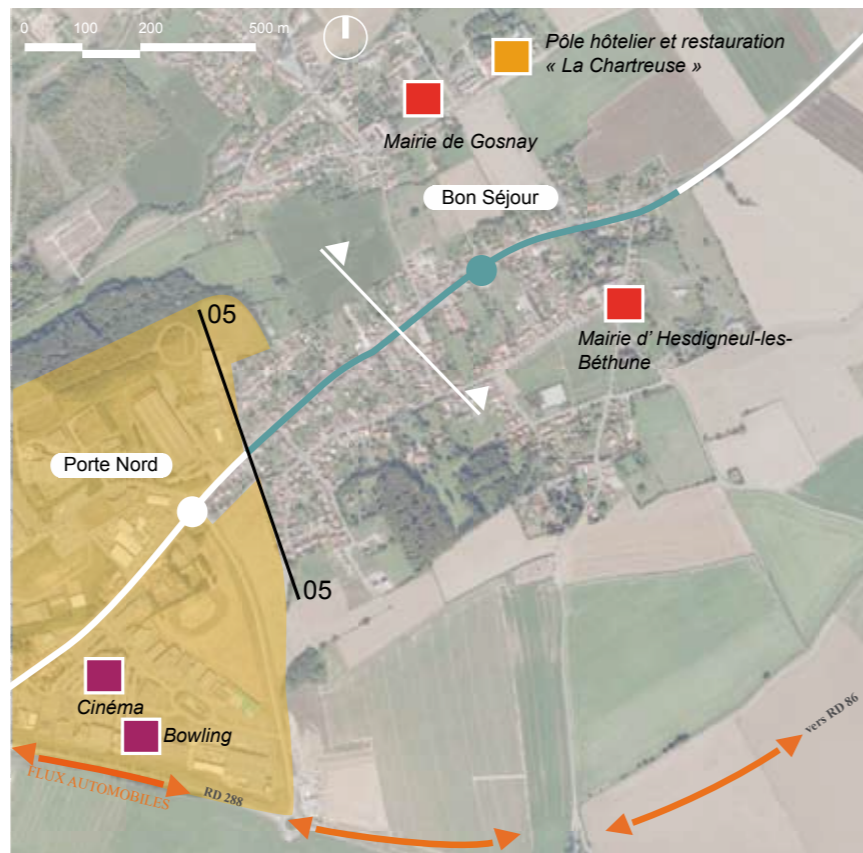 0 100 200 500 m
Pôle hôtelier et restauration
« La Chartreuse »
Mairie de Gosnay
Bon Séjour
05
Mairie d' Hesdigneul-les-
Béthune
Porte Nord
05
Cinéma
Bowling
vers RD 86
FLUX AUTOMOBILES
RD 288